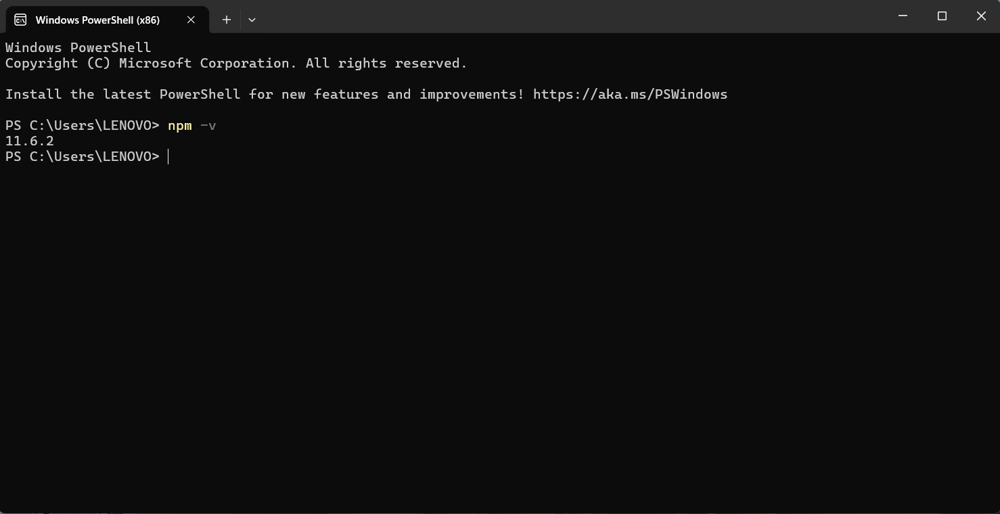 Windows PowerShell (x86)
Windows PowerShell
Copyright (C) Microsoft Corporation. All rights reserved.
Install the latest PowerShell for new features and improvements! https://aka.ms/PSWindows
PS C:\Users\LENOVO> npm -v
11.6.2
PS C:\Users\LENOVO>